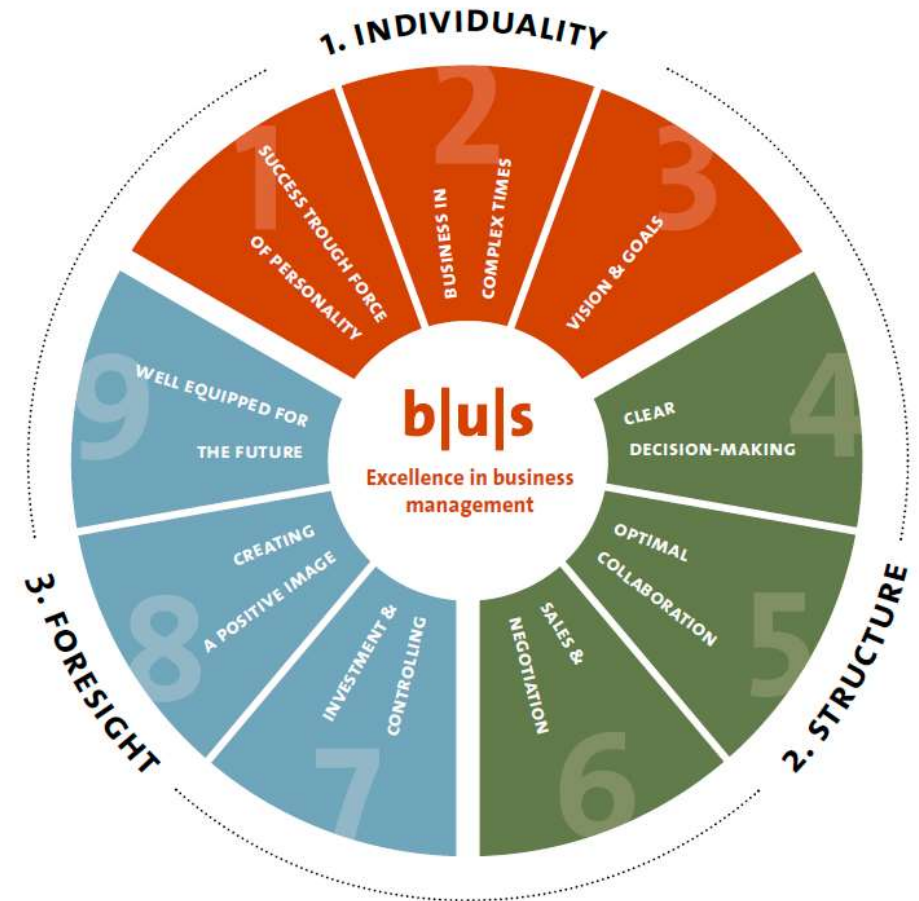 1. INDIVIDUALITY
1
SUCCESS TROUGH FORCE
OF PERSONALITY
2
BUSINESS IN
COMPLEX TIMES
3
VISION & GOALS
4
CLEAR
DECISION-MAKING
5
OPTIMAL
COLLABORATION
6
SALES &
NEGOTIATION
2. STRUCTURE
7
INVESTMENT &
CONTROLLING
8
CREATING
A POSITIVE IMAGE
9
WELL EQUIPPED FOR
THE FUTURE
3. FORESIGHT
b|u|s
Excellence in business
management